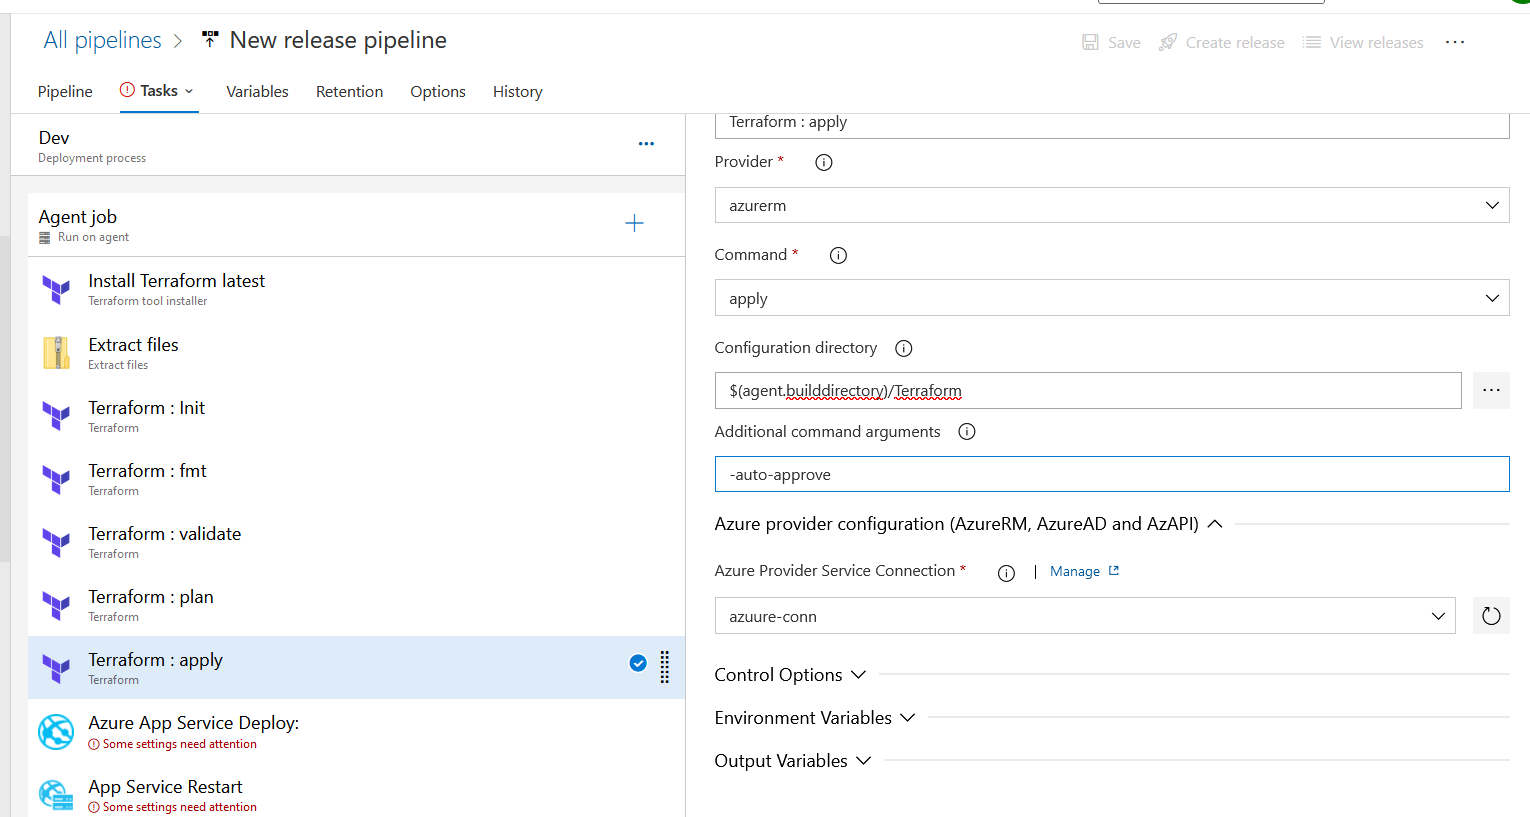 All pipelines > New release pipeline
Save Create release View releases ...
Pipeline Tasks Variables Retention Options History
Dev
Deployment process
Agent job
Run on agent
Install Terraform latest
Terraform tool installer
Extract files
Extract files
Terraform : Init
Terraform
Terraform : fmt
Terraform
Terraform : validate
Terraform
Terraform : plan
Terraform
Terraform : apply
Terraform
Azure App Service Deploy:
Some settings need attention
App Service Restart
Some settings need attention
Terraform : apply
Provider *
azurerm
Command *
apply
Configuration directory
$(agent.builddirectory)/Terraform
Additional command arguments
-auto-approve
Azure provider configuration (AzureRM, AzureAD and AzAPI)
Azure Provider Service Connection * | Manage
azuure-conn
Control Options
Environment Variables
Output Variables